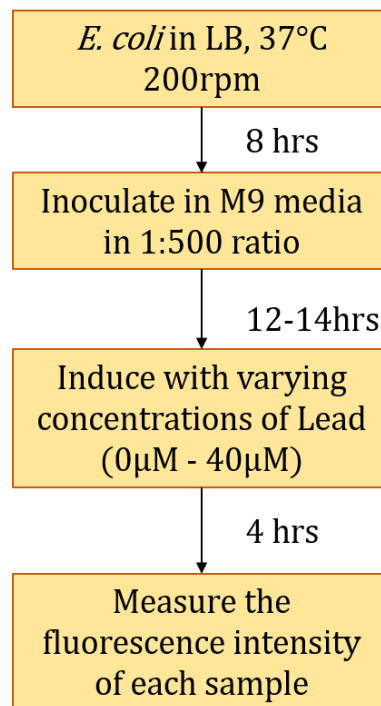 E. coli in LB, 37°C
200rpm
8 hrs
Inoculate in M9 media
in 1:500 ratio
12-14hrs
Induce with varying
concentrations of Lead
(0µM - 40µM)
4 hrs
Measure the
fluorescence intensity
of each sample